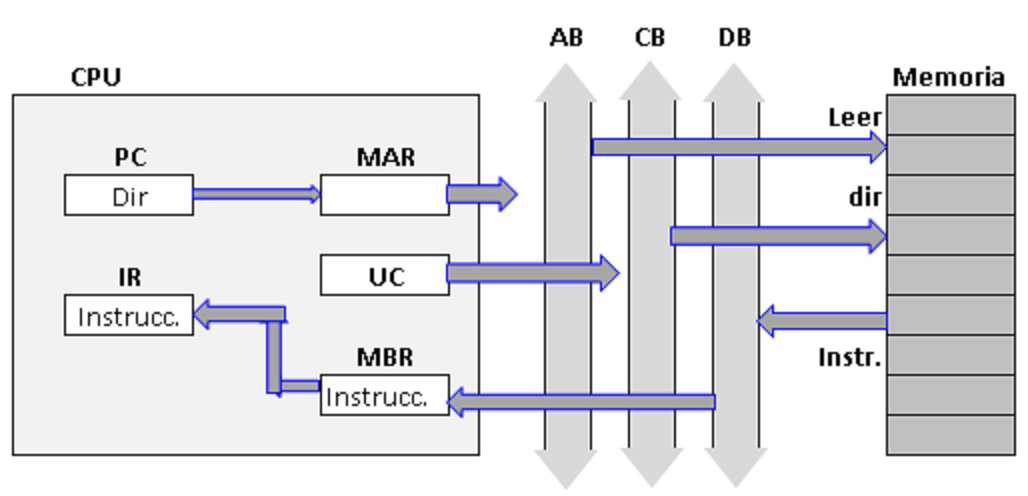 AB CB DB
CPU
Memoria
Leer
PC
MAR
Dir
dir
IR
UC
Instrucc.
MBR
Instr.
Instrucc.